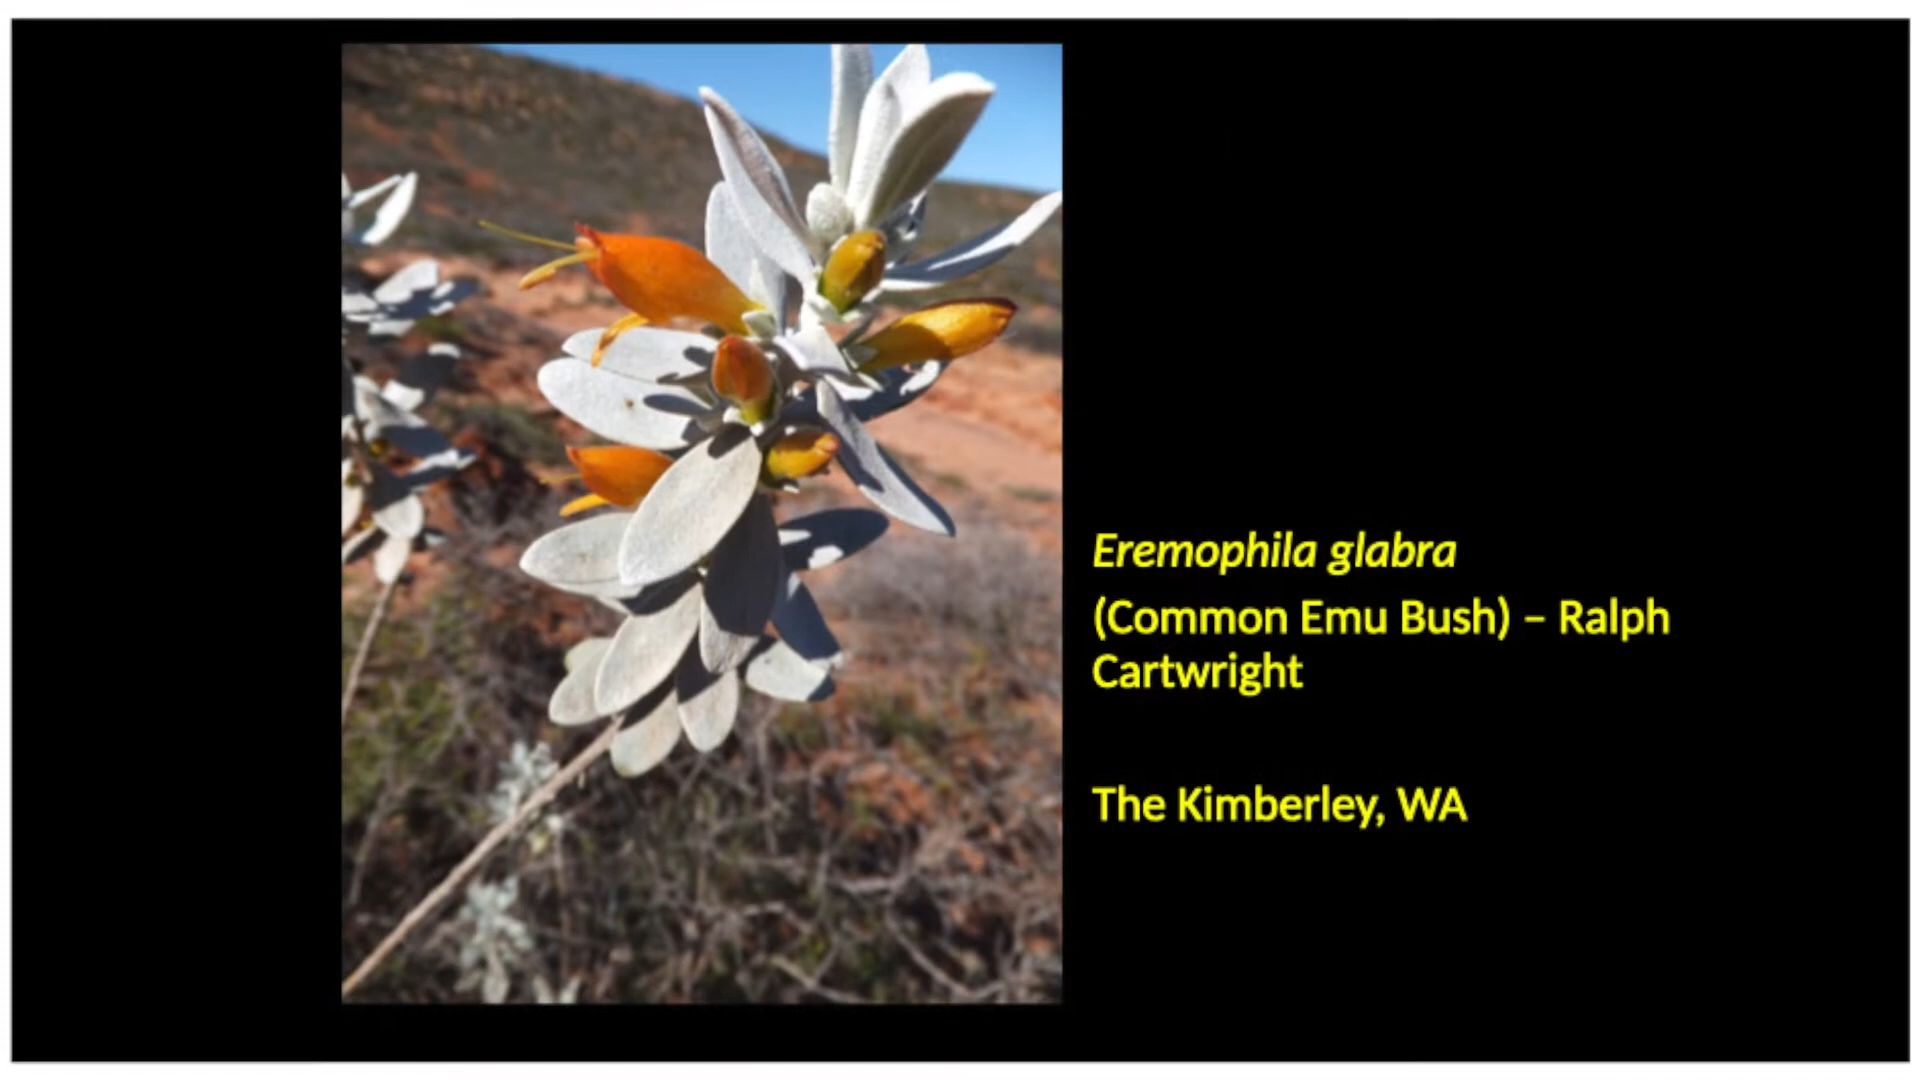 Eremophila glabra
(Common Emu Bush) – Ralph
Cartwright
The Kimberley, WA